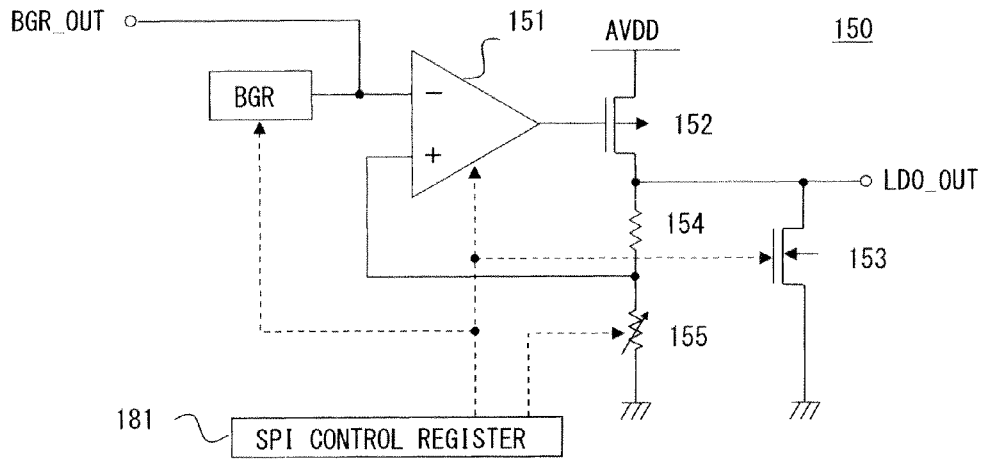 BGR_OUT
151
AVDD
150
BGR
−
+
152
LDO_OUT
154
153
155
181
SPI CONTROL REGISTER